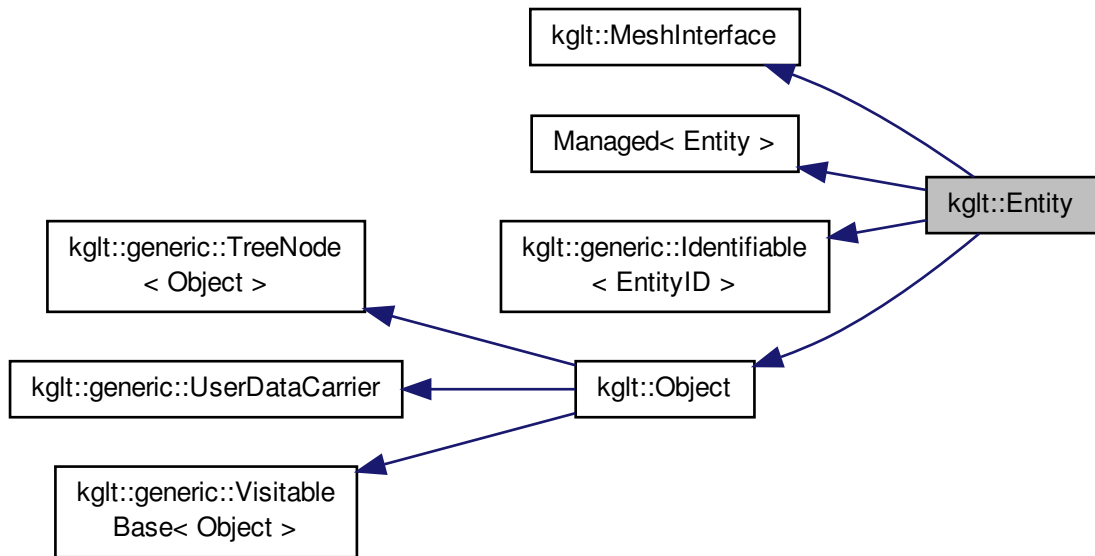 kglt::MeshInterface
Managed< Entity >
kglt::Entity
kglt::generic::TreeNode
< Object >
kglt::generic::Identifiable
< EntityID >
kglt::generic::UserDataCarrier
kglt::Object
kglt::generic::Visitable
Base< Object >